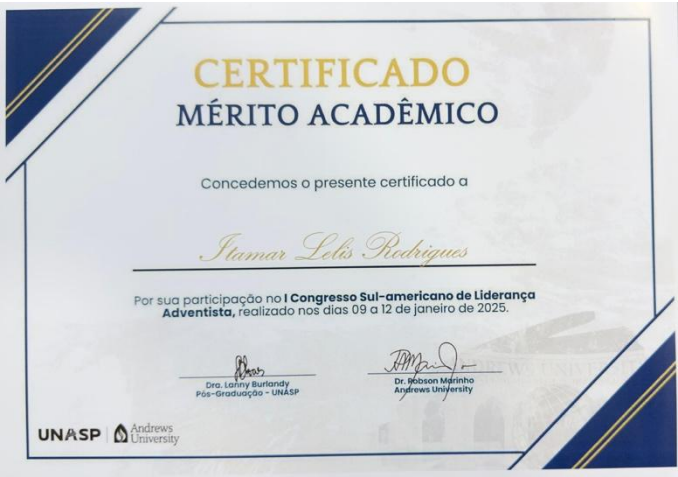 CERTIFICADO
MÉRITO ACADÊMICO
Concedemos o presente certificado a
Itamar Lelis Rodrigues
Por sua participação no I Congresso Sul-americano de Liderança
Adventista, realizado nos dias 09 a 12 de janeiro de 2025.
Dra. Lanny Burlandy
Pós-Graduação - UNASP
Dr. Robson Marinho
Andrews University
UNASP
Andrews
University